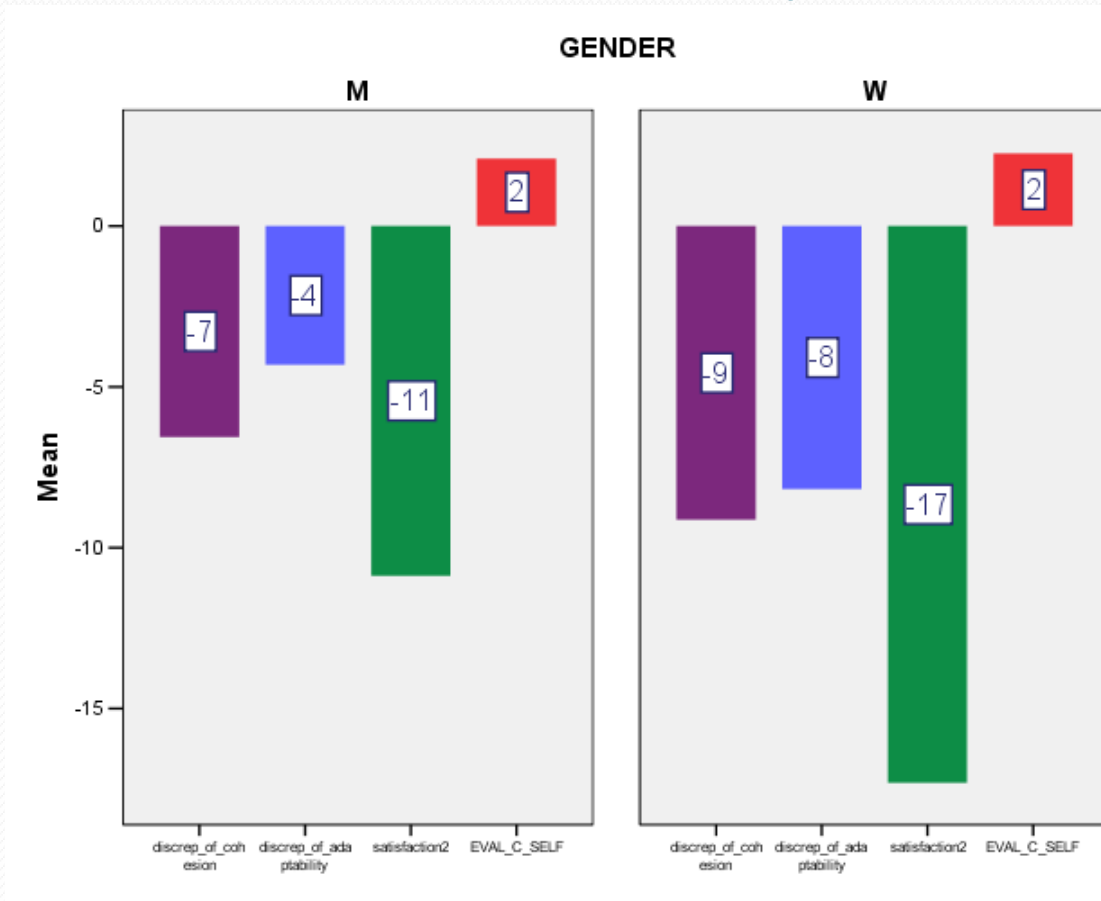 GENDER
M
W
Mean
0
-5
-10
-15
-7
-4
-11
2
-9
-8
-17
2
discrep_of_coh
esion
discrep_of_ada
ptability
satisfaction2
EVAL_C_SELF
discrep_of_coh
esion
discrep_of_ada
ptability
satisfaction2
EVAL_C_SELF